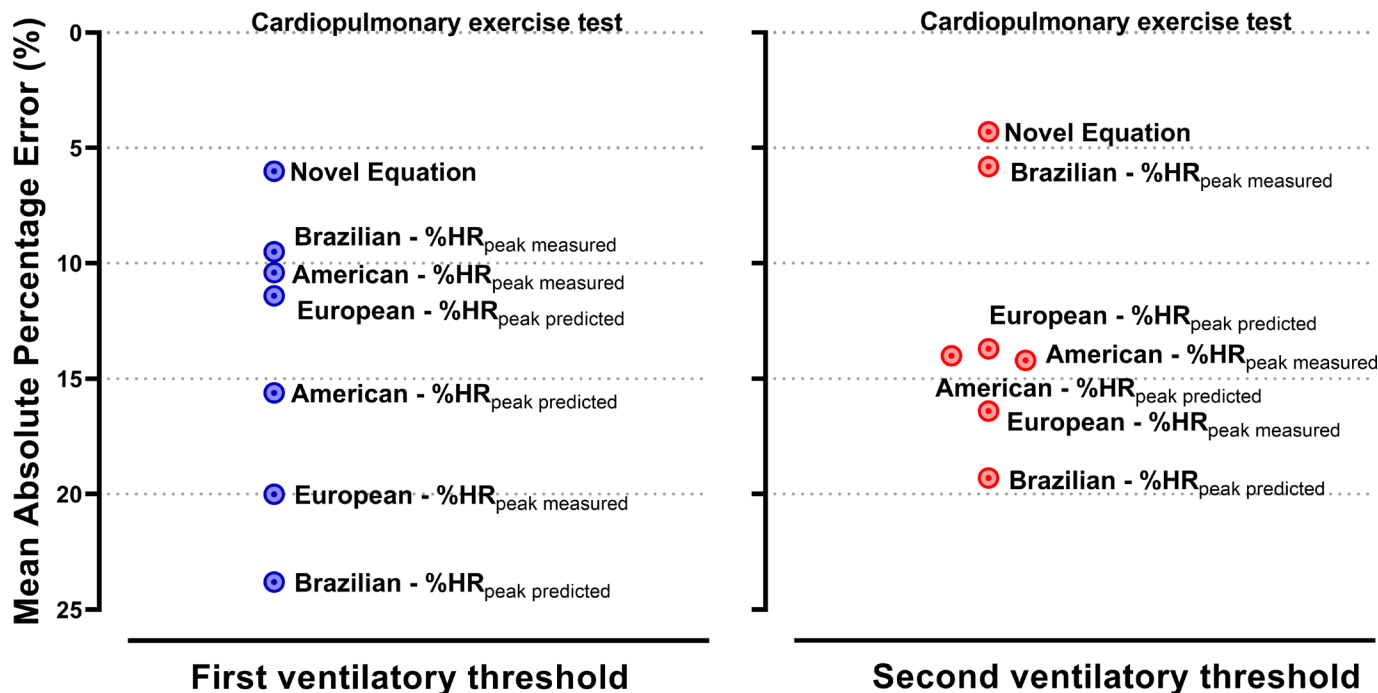 Mean Absolute Percentage Error (%)
0
5
10
15
20
25
Cardiopulmonary exercise test
Novel Equation
Brazilian - %HRpeak measured
American - %HRpeak measured
European - %HRpeak predicted
American - %HRpeak predicted
European - %HRpeak measured
Brazilian - %HRpeak predicted
First ventilatory threshold
Cardiopulmonary exercise test
Novel Equation
Brazilian - %HRpeak measured
European - %HRpeak predicted
American - %HRpeak measured
American - %HRpeak predicted
European - %HRpeak measured
Brazilian - %HRpeak predicted
Second ventilatory threshold